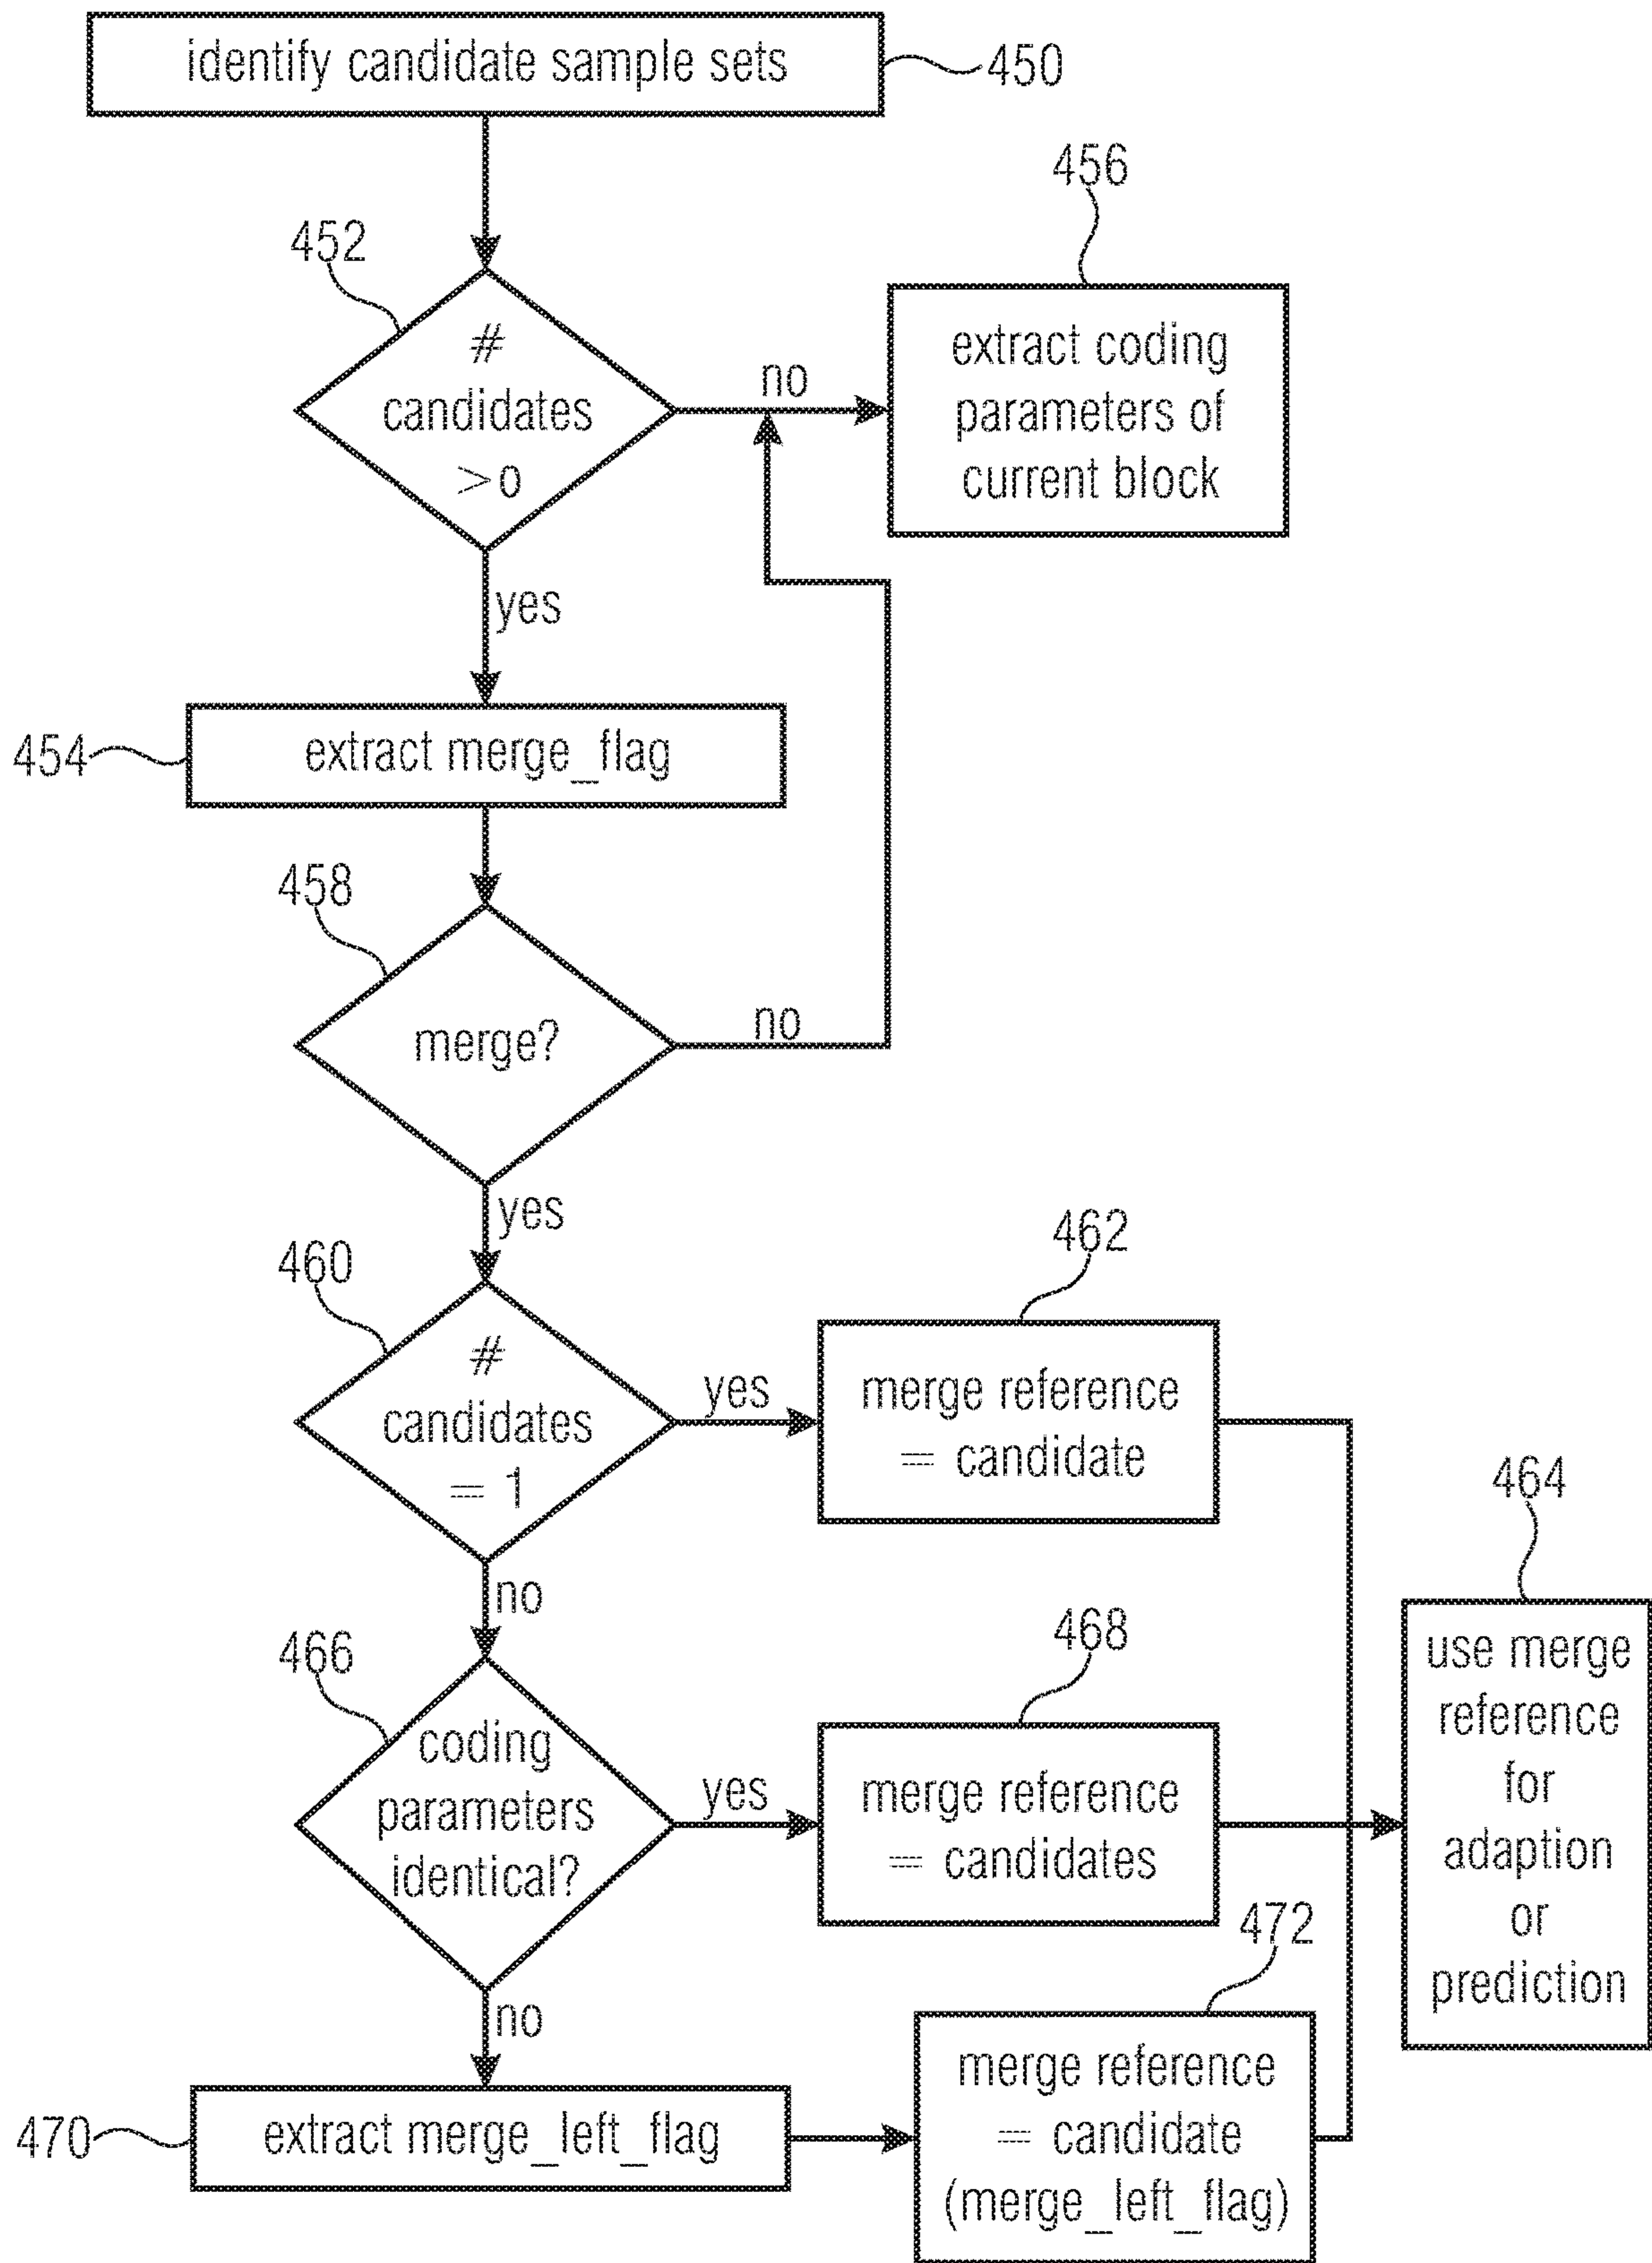 identify candidate sample sets
450
456
452
#
candidates
>o
no
extract coding
parameters of
current block
yes
454
extract merge_flag
458
merge?
no
yes
460
#
candidates
= 1
yes
462
merge reference
= candidate
464
use merge
reference
for
adaption
or
prediction
no
466
coding
parameters
identical?
yes
468
merge reference
= candidates
472
no
470
extract merge_left_flag
merge reference
= candidate
(merge_left_flag)